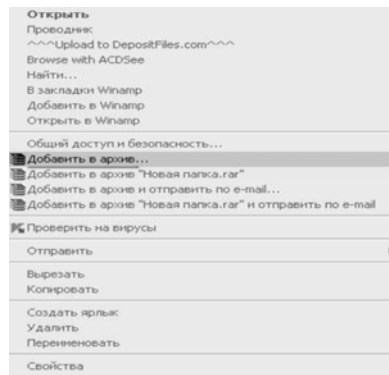 Открыть
Проводник
^^^Upload to DepositFiles.com^^^
Browse with ACDSee
Найти...
В закладки Winamp
Добавить в Winamp
Открыть в Winamp
Общий доступ и безопасность...
Добавить в архив...
Добавить в архив "Новая папка.rar"
Добавить в архив и отправить по e-mail...
Добавить в архив "Новая папка.rar" и отправить по e-mail
Проверить на вирусы
Отправить
Вырезать
Копировать
Создать ярлык
Удалить
Переименовать
Свойства